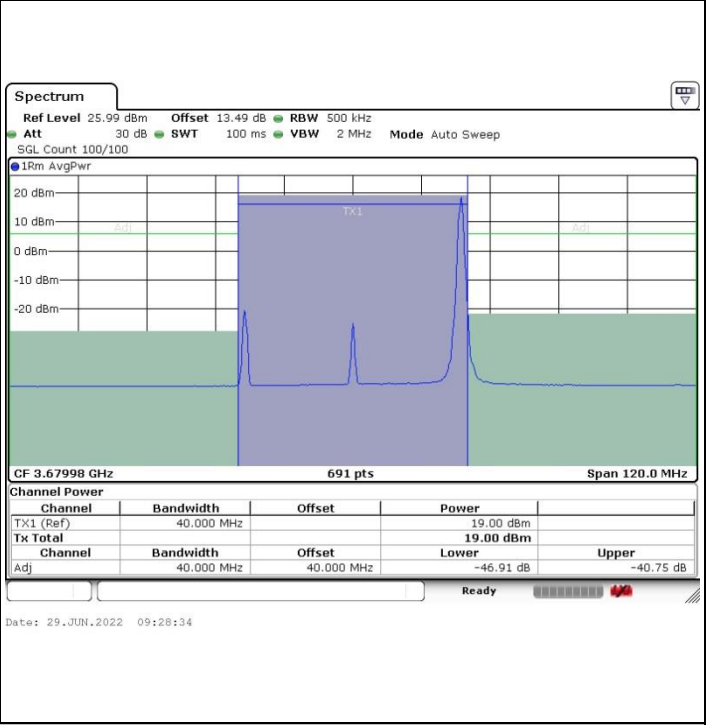 Spectrum
Ref Level 25.99 dBm Offset 13.49 dB RBW 500 kHz
Att 30 dB SWT 100 ms VBW 2 MHz Mode Auto Sweep
SGL Count 100/100
1Rm AvgPwr
20 dBm
TX1
10 dBm
Adj Adj
0 dBm
-10 dBm
-20 dBm
CF 3.67998 GHz 691 pts Span 120.0 MHz
Channel Power
Channel Bandwidth Offset Power
TX1 (Ref) 40.000 MHz 19.00 dBm
Tx Total 19.00 dBm
Channel Bandwidth Offset Lower Upper
Adj 40.000 MHz 40.000 MHz -46.91 dB -40.75 dB
Ready
Date: 29.JUN.2022 09:28:34